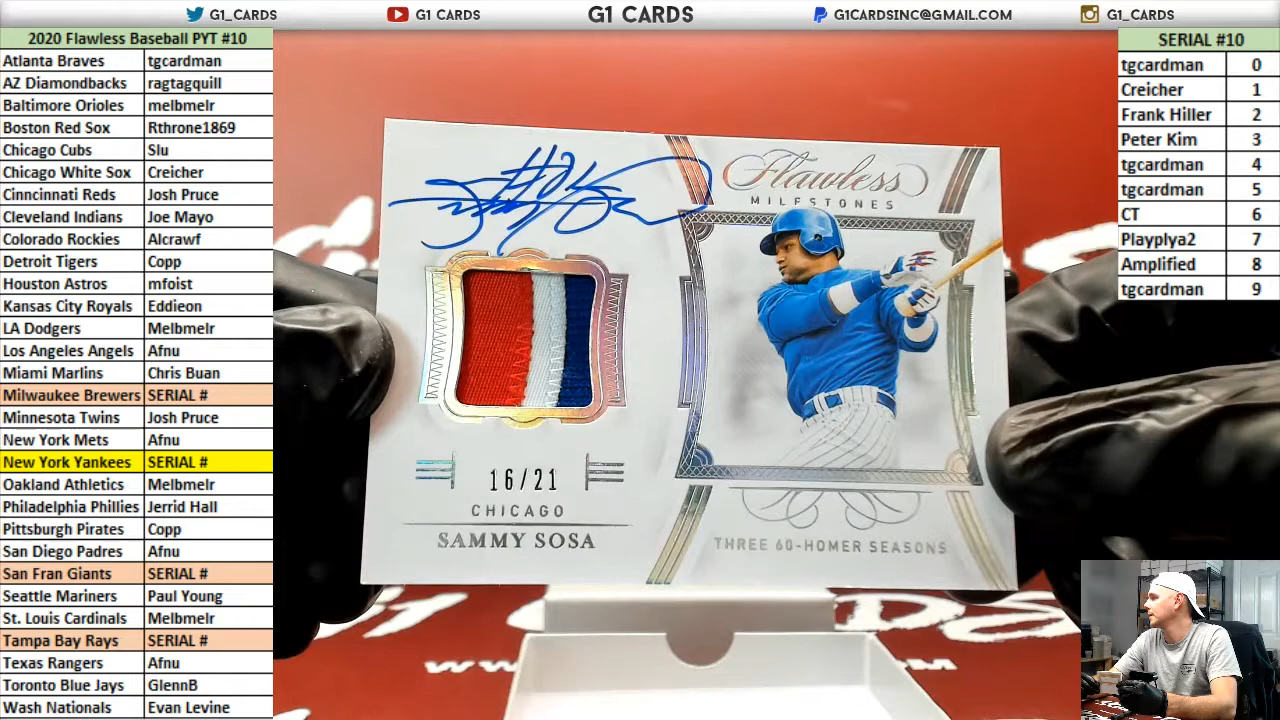 G1_CARDS
G1 CARDS
G1 CARDS
G1CARDSINC@GMAIL.COM
G1_CARDS
2020 Flawless Baseball PYT #10
Atlanta Braves tgcardman
AZ Diamondbacks ragtagquill
Baltimore Orioles melbmelr
Boston Red Sox Rthrone1869
Chicago Cubs Slu
Chicago White Sox Creicher
Cinncinnati Reds Josh Pruce
Cleveland Indians Joe Mayo
Colorado Rockies Alcrawf
Detroit Tigers Copp
Houston Astros mfoist
Kansas City Royals Eddieon
LA Dodgers Melbmelr
Los Angeles Angels Afnu
Miami Marlins Chris Buan
Milwaukee Brewers SERIAL #
Minnesota Twins Josh Pruce
New York Mets Afnu
New York Yankees SERIAL #
Oakland Athletics Melbmelr
Philadelphia Phillies Jerrid Hall
Pittsburgh Pirates Copp
San Diego Padres Afnu
San Fran Giants SERIAL #
Seattle Mariners Paul Young
St. Louis Cardinals Melbmelr
Tampa Bay Rays SERIAL #
Texas Rangers Afnu
Toronto Blue Jays GlennB
Wash Nationals Evan Levine
#21
16/21
CHICAGO
SAMMY SOSA
Flawless
MILESTONES
THREE 60-HOMER SEASONS
SERIAL #10
tgcardman 0
Creicher 1
Frank Hiller 2
Peter Kim 3
tgcardman 4
tgcardman 5
CT 6
Playplya2 7
Amplified 8
tgcardman 9